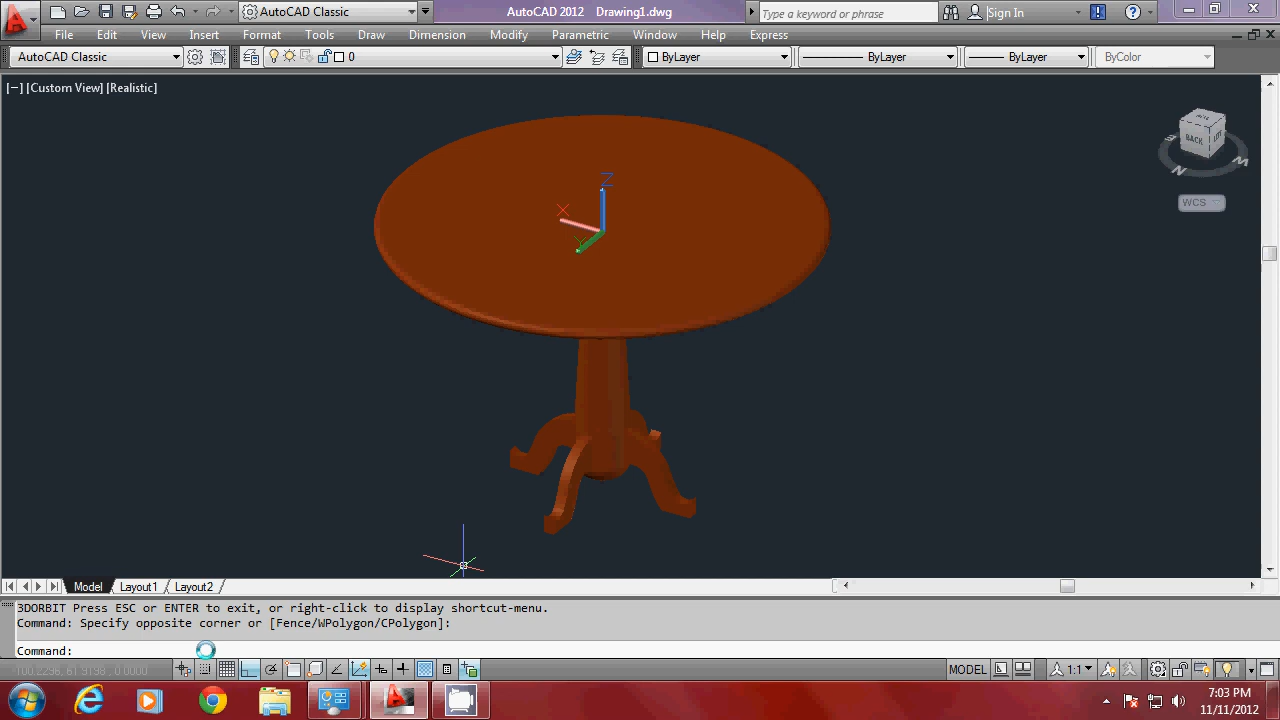 AutoCAD Classic
AutoCAD 2012 Drawing1.dwg
Type a keyword or phrase
Sign In
File Edit View Insert Format Tools Draw Dimension Modify Parametric Window Help Express
AutoCAD Classic
0
ByLayer
ByLayer
ByLayer
ByColor
[−] [Custom View] [Realistic]
BACK
N
M
WCS
Z
X
Y
Model Layout1 Layout2
3DORBIT Press ESC or ENTER to exit, or right-click to display shortcut-menu.
Command: Specify opposite corner or [Fence/WPolygon/CPolygon]:
Command:
MODEL
1:1
7:03 PM
11/11/2012